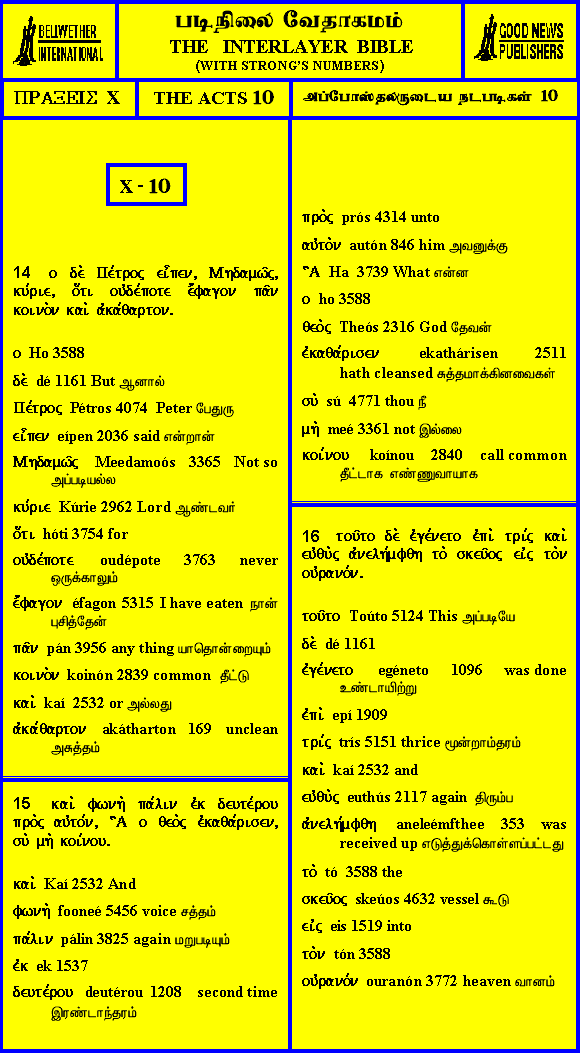 BELLWETHER
INTERNATIONAL
படிநிலை வேதாகமம்
THE INTERLAYER BIBLE
(WITH STRONG'S NUMBERS)
GOOD NEWS
PUBLISHERS
ΠΡΑΞΕΙΣ X
THE ACTS 10
அப்போஸ்தலருடைய நடபடிகள் 10
X - 10
14 ο δὲ Πέτρος εἶπεν, Μηδαμῶς,
κύριε, ὅτι οὐδέποτε ἔφαγον πᾶν
κοινὸν καὶ ἀκάθαρτον.
ο Ho 3588
δὲ dé 1161 But ஆனால்
Πέτρος Pétros 4074 Peter பேதுரு
εἶπεν eípen 2036 said என்றான்
Μηδαμῶς Meedamoós 3365 Not so
அப்படியல்ல
κύριε Kúrie 2962 Lord ஆண்டவர்
ὅτι hóti 3754 for
οὐδέποτε oudépote 3763 never
ஒருக்காலும்
ἔφαγον éfagon 5315 I have eaten நான்
புசித்தேன்
πᾶν pán 3956 any thing யாதொன்றையும்
κοινὸν koinón 2839 common தீட்டு
καὶ kaí 2532 or அல்லது
ἀκάθαρτον akátharton 169 unclean
அசுத்தம்
15 καὶ φωνὴ πάλιν ἐκ δευτέρου
πρὸς αὐτόν, Ἃ ο θεὸς ἐκαθάρισεν,
σὺ μὴ κοίνου.
καὶ Kaí 2532 And
φωνὴ fooneé 5456 voice சத்தம்
πάλιν pálin 3825 again மறுபடியும்
ἐκ ek 1537
δευτέρου deutérou 1208 second time
இரண்டாந்தரம்
πρὸς prós 4314 unto
αὐτὸν autón 846 him அவனுக்கு
Ἃ Ha 3739 What என்ன
ο ho 3588
θεὸς Theós 2316 God தேவன்
ἐκαθάρισεν ekathárisen 2511
hath cleansed சுத்தமாக்கினவைகள்
σὺ sú 4771 thou நீ
μὴ meé 3361 not இல்லை
κοίνου koínou 2840 call common
தீட்டாக எண்ணுவாயாக
16 τοῦτο δὲ ἐγένετο ἐπὶ τρίς καὶ
εὐθὺς ἀνελήμφθη τὸ σκεῦος εἰς τὸν
οὐρανόν.
τοῦτο Toúto 5124 This அப்படியே
δὲ dé 1161
ἐγένετο egéneto 1096 was done
உண்டாயிற்று
ἐπὶ epí 1909
τρίς trís 5151 thrice மூன்றாம்தரம்
καὶ kaí 2532 and
εὐθὺς euthús 2117 again திரும்ப
ἀνελήμφθη aneleémfthee 353 was
received up எடுத்துக்கொள்ளப்பட்டது
τὸ tó 3588 the
σκεῦος skeúos 4632 vessel கூடு
εἰς eis 1519 into
τὸν tón 3588
οὐρανόν ouranón 3772 heaven வானம்